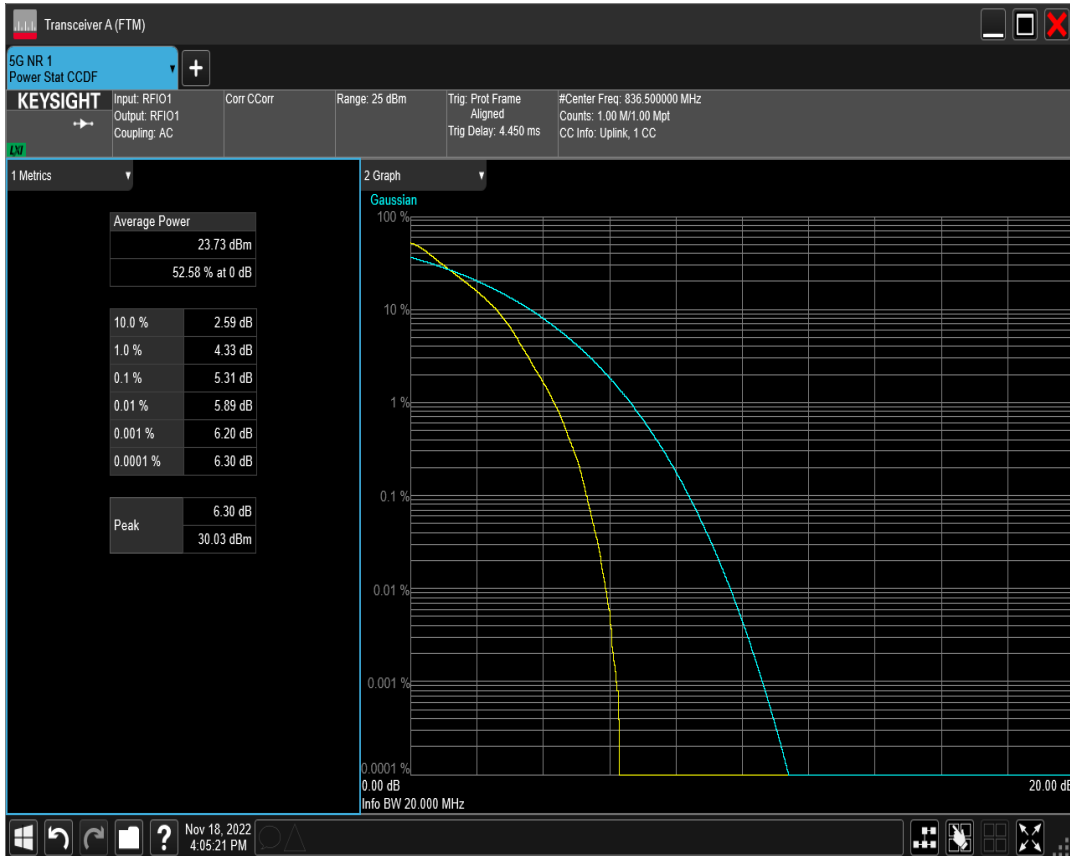 Transceiver A (FTM)
5G NR 1
Power Stat CCDF
+
KEYSIGHT
LXI
Input: RFIO1
Output: RFIO1
Coupling: AC
Corr CCorr
Range: 25 dBm
Trig: Prot Frame
Aligned
Trig Delay: 4.450 ms
#Center Freq: 836.500000 MHz
Counts: 1.00 M/1.00 Mpt
CC Info: Uplink, 1 CC
1 Metrics
Average Power
23.73 dBm
52.58 % at 0 dB
10.0 % 2.59 dB
1.0 % 4.33 dB
0.1 % 5.31 dB
0.01 % 5.89 dB
0.001 % 6.20 dB
0.0001 % 6.30 dB
Peak
6.30 dB
30.03 dBm
2 Graph
Gaussian
100 %
10 %
1 %
0.1 %
0.01 %
0.001 %
0.0001 %
0.00 dB 20.00 dB
Info BW 20.000 MHz
?
Nov 18, 2022
4:05:21 PM